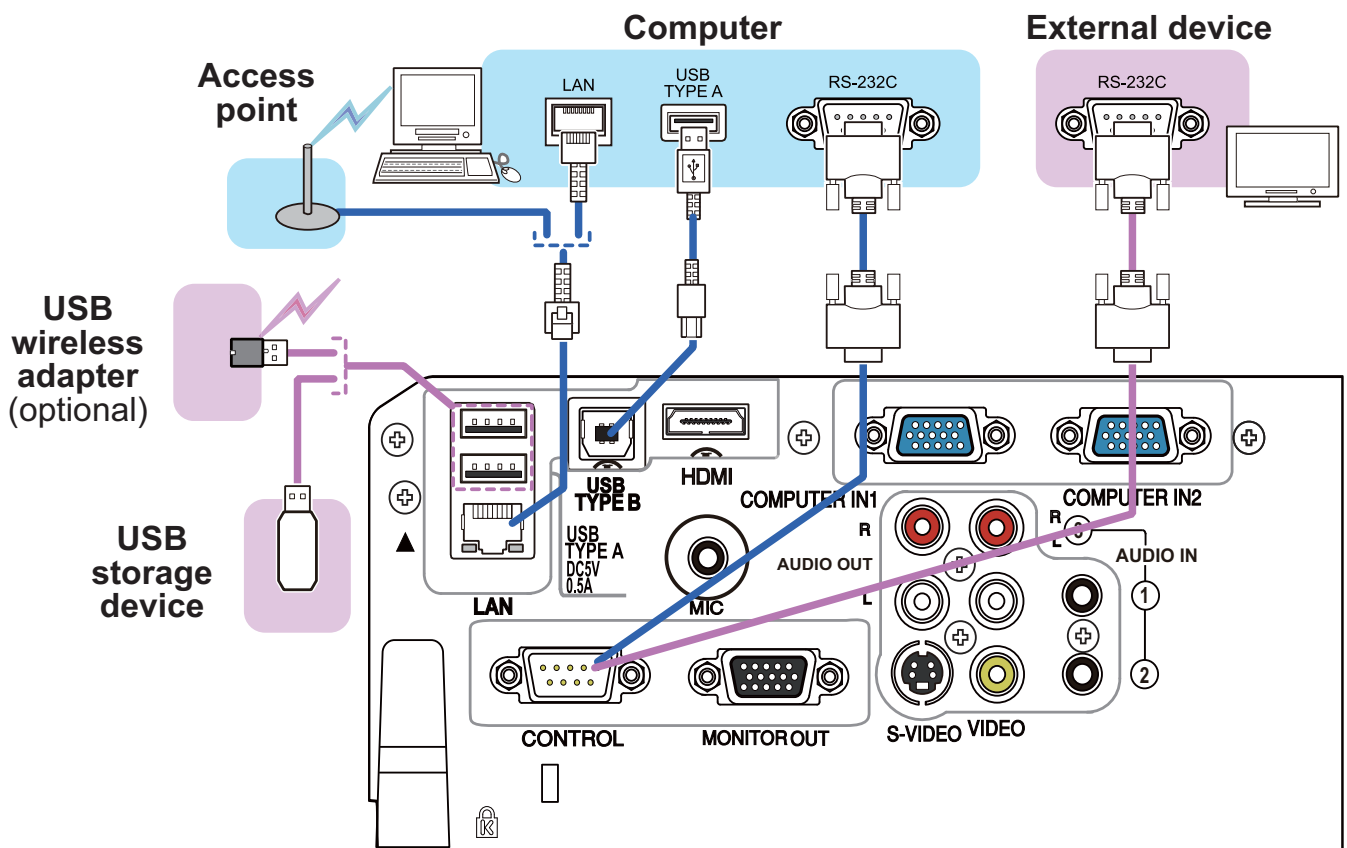 Computer
External device
Access
point
LAN
USB
TYPE A
RS-232C
RS-232C
USB
wireless
adapter
(optional)
USB
storage
device
USB
TYPE B
HDMI
COMPUTER IN1
COMPUTER IN2
USB
TYPE A
DC5V
0.5A
LAN
MIC
AUDIO OUT
R
L
R
L
3
AUDIO IN
1
2
CONTROL
MONITOR OUT
S-VIDEO
VIDEO
K